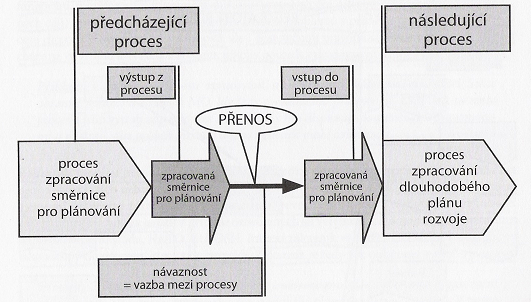 předcházející
proces
následující
proces
výstup z
procesu
vstup do
procesu
PŘENOS
proces
zpracování
směrnice
pro plánování
zpracovaná
směrnice
pro plánování
zpracovaná
směrnice
pro plánování
proces
zpracování
dlouhodobého
plánu
rozvoje
návaznost
= vazba mezi procesy